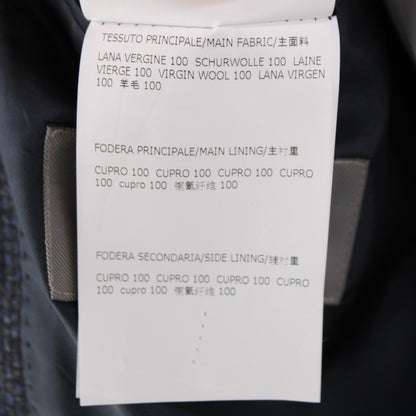 TESSUTO PRINCIPALE/MAIN FABRIC/主面料
LANA VERGINE 100 SCHURWOLLE 100 LAINE
VIERGE 100 VIRGIN WOOL 100 LANA VIRGEN
100 羊毛 100
FODERA PRINCIPALE/MAIN LINING/主衬里
CUPRO 100 CUPRO 100 CUPRO 100 CUPRO
100 cupro 100 铜氨纤维 100
FODERA SECONDARIA/SIDE LINING/辅衬里
CUPRO 100 CUPRO 100 CUPRO 100 CUPRO
100 cupro 100 铜氨纤维 100